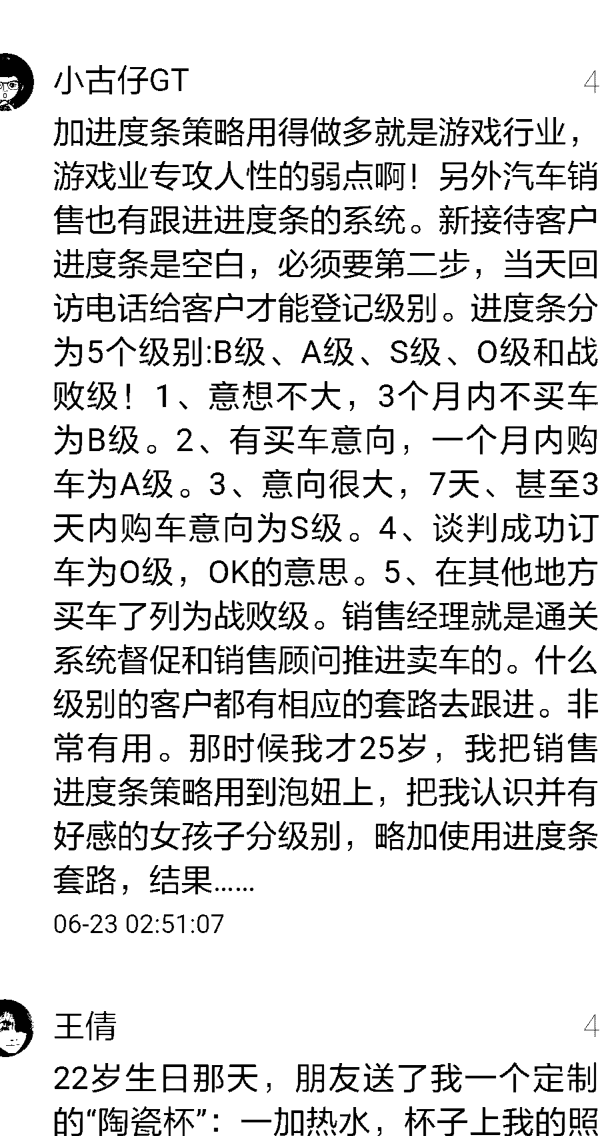 小古仔GT
4
加进度条策略用得做多就是游戏行业，
游戏业专攻人性的弱点啊！另外汽车销
售也有跟进进度条的系统。新接待客户
进度条是空白，必须要第二步，当天回
访电话给客户才能登记级别。进度条分
为5个级别:B级、A级、S级、O级和战
败级！1、意想不大，3个月内不买车
为B级。2、有买车意向，一个月内购
车为A级。3、意向很大，7天、甚至3
天内购车意向为S级。4、谈判成功订
车为O级，OK的意思。5、在其他地方
买车了列为战败级。销售经理就是通关
系统督促和销售顾问推进卖车的。什么
级别的客户都有相应的套路去跟进。非
常有用。那时候我才25岁，我把销售
进度条策略用到泡妞上，把我认识并有
好感的女孩子分级别，略加使用进度条
套路，结果……
06-23 02:51:07
王倩
4
22岁生日那天，朋友送了我一个定制
的“陶瓷杯”：一加热水，杯子上我的照